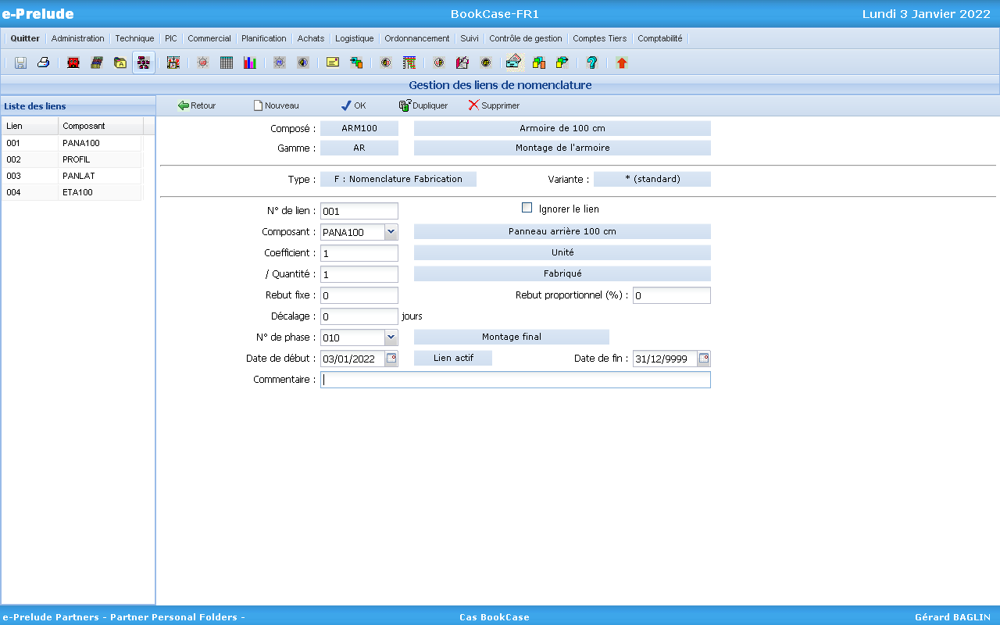 e-Prelude BookCase-FR1 Lundi 3 Janvier 2022
Quitter Administration Technique PIC Commercial Planification Achats Logistique Ordonnancement Suivi Contrôle de gestion Comptes Tiers Comptabilité
Gestion des liens de nomenclature
Liste des liens Retour Nouveau OK Dupliquer Supprimer
Lien Composant
001 PANA100
002 PROFIL
003 PANLAT
004 ETA100
Composé : ARM100 Armoire de 100 cm
Gamme : AR Montage de l'armoire
Type : F : Nomenclature Fabrication Variante : * (standard)
N° de lien : 001 Ignorer le lien
Composant : PANA100 Panneau arrière 100 cm
Coefficient : 1 Unité
/ Quantité : 1 Fabriqué
Rebut fixe : 0 Rebut proportionnel (%) : 0
Décalage : 0 jours
N° de phase : 010 Montage final
Date de début : 03/01/2022 Lien actif Date de fin : 31/12/9999
Commentaire :
e-Prelude Partners - Partner Personal Folders - Cas BookCase Gérard BAGLIN